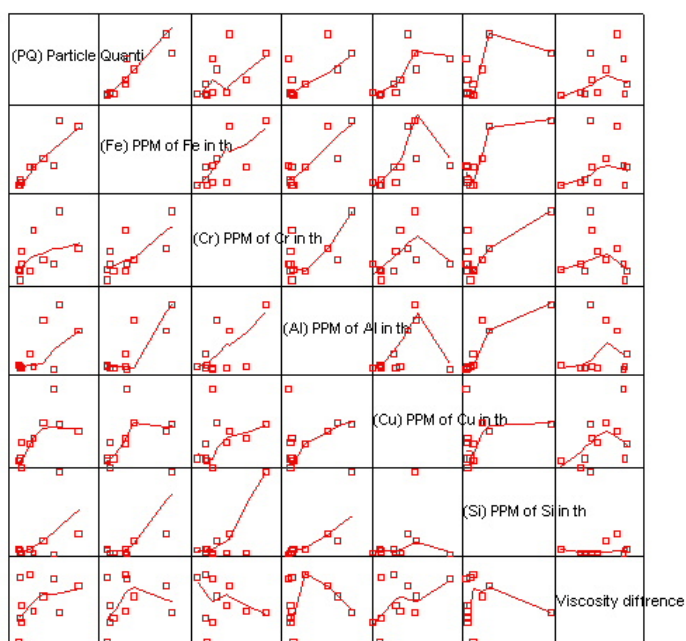 (PQ) Particle Quanti
(Fe) PPM of Fe in th
(Cr) PPM of Cr in th
(Al) PPM of Al in th
(Cu) PPM of Cu in th
(Si) PPM of Si in th
Viscosity diffrence